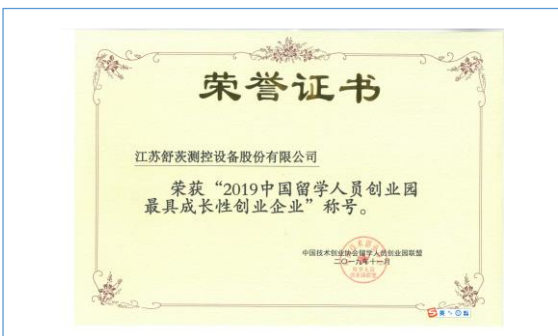 荣誉证书
江苏舒茨测控设备股份有限公司
荣获“2019中国留学人员创业园
最具成长性创业企业”称号。
中国技术创业协会留学人员创业园联盟
二〇一九年十一月
英